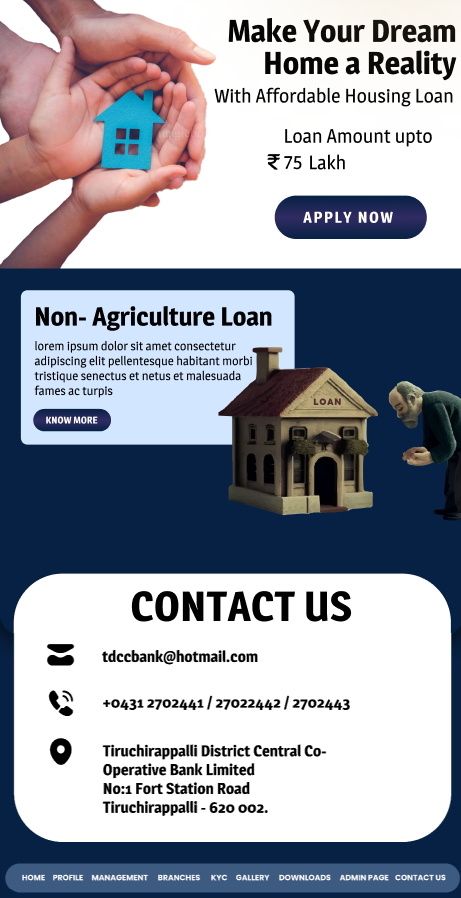 Make Your Dream
Home a Reality
With Affordable Housing Loan
Loan Amount upto
₹ 75 Lakh
APPLY NOW
Non- Agriculture Loan
lorem ipsum dolor sit amet consectetur
adipiscing elit pellentesque habitant morbi
tristique senectus et netus et malesuada
fames ac turpis
KNOW MORE
LOAN
CONTACT US
tdccbank@hotmail.com
+0431 2702441 / 27022442 / 2702443
Tiruchirappalli District Central Co-
Operative Bank Limited
No:1 Fort Station Road
Tiruchirappalli - 620 002.
HOME PROFILE MANAGEMENT BRANCHES KYC GALLERY DOWNLOADS ADMIN PAGE CONTACT US